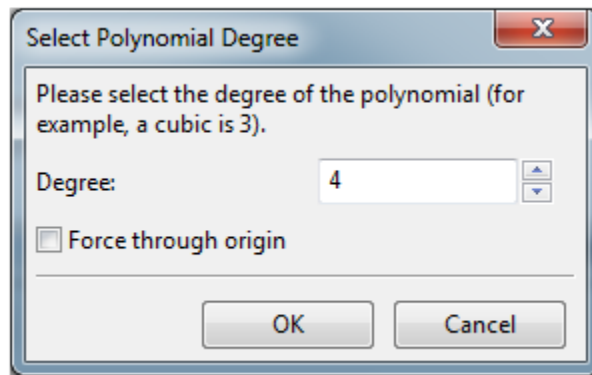 Select Polynomial Degree
Please select the degree of the polynomial (for
example, a cubic is 3).
Degree: 4
Force through origin
OK Cancel